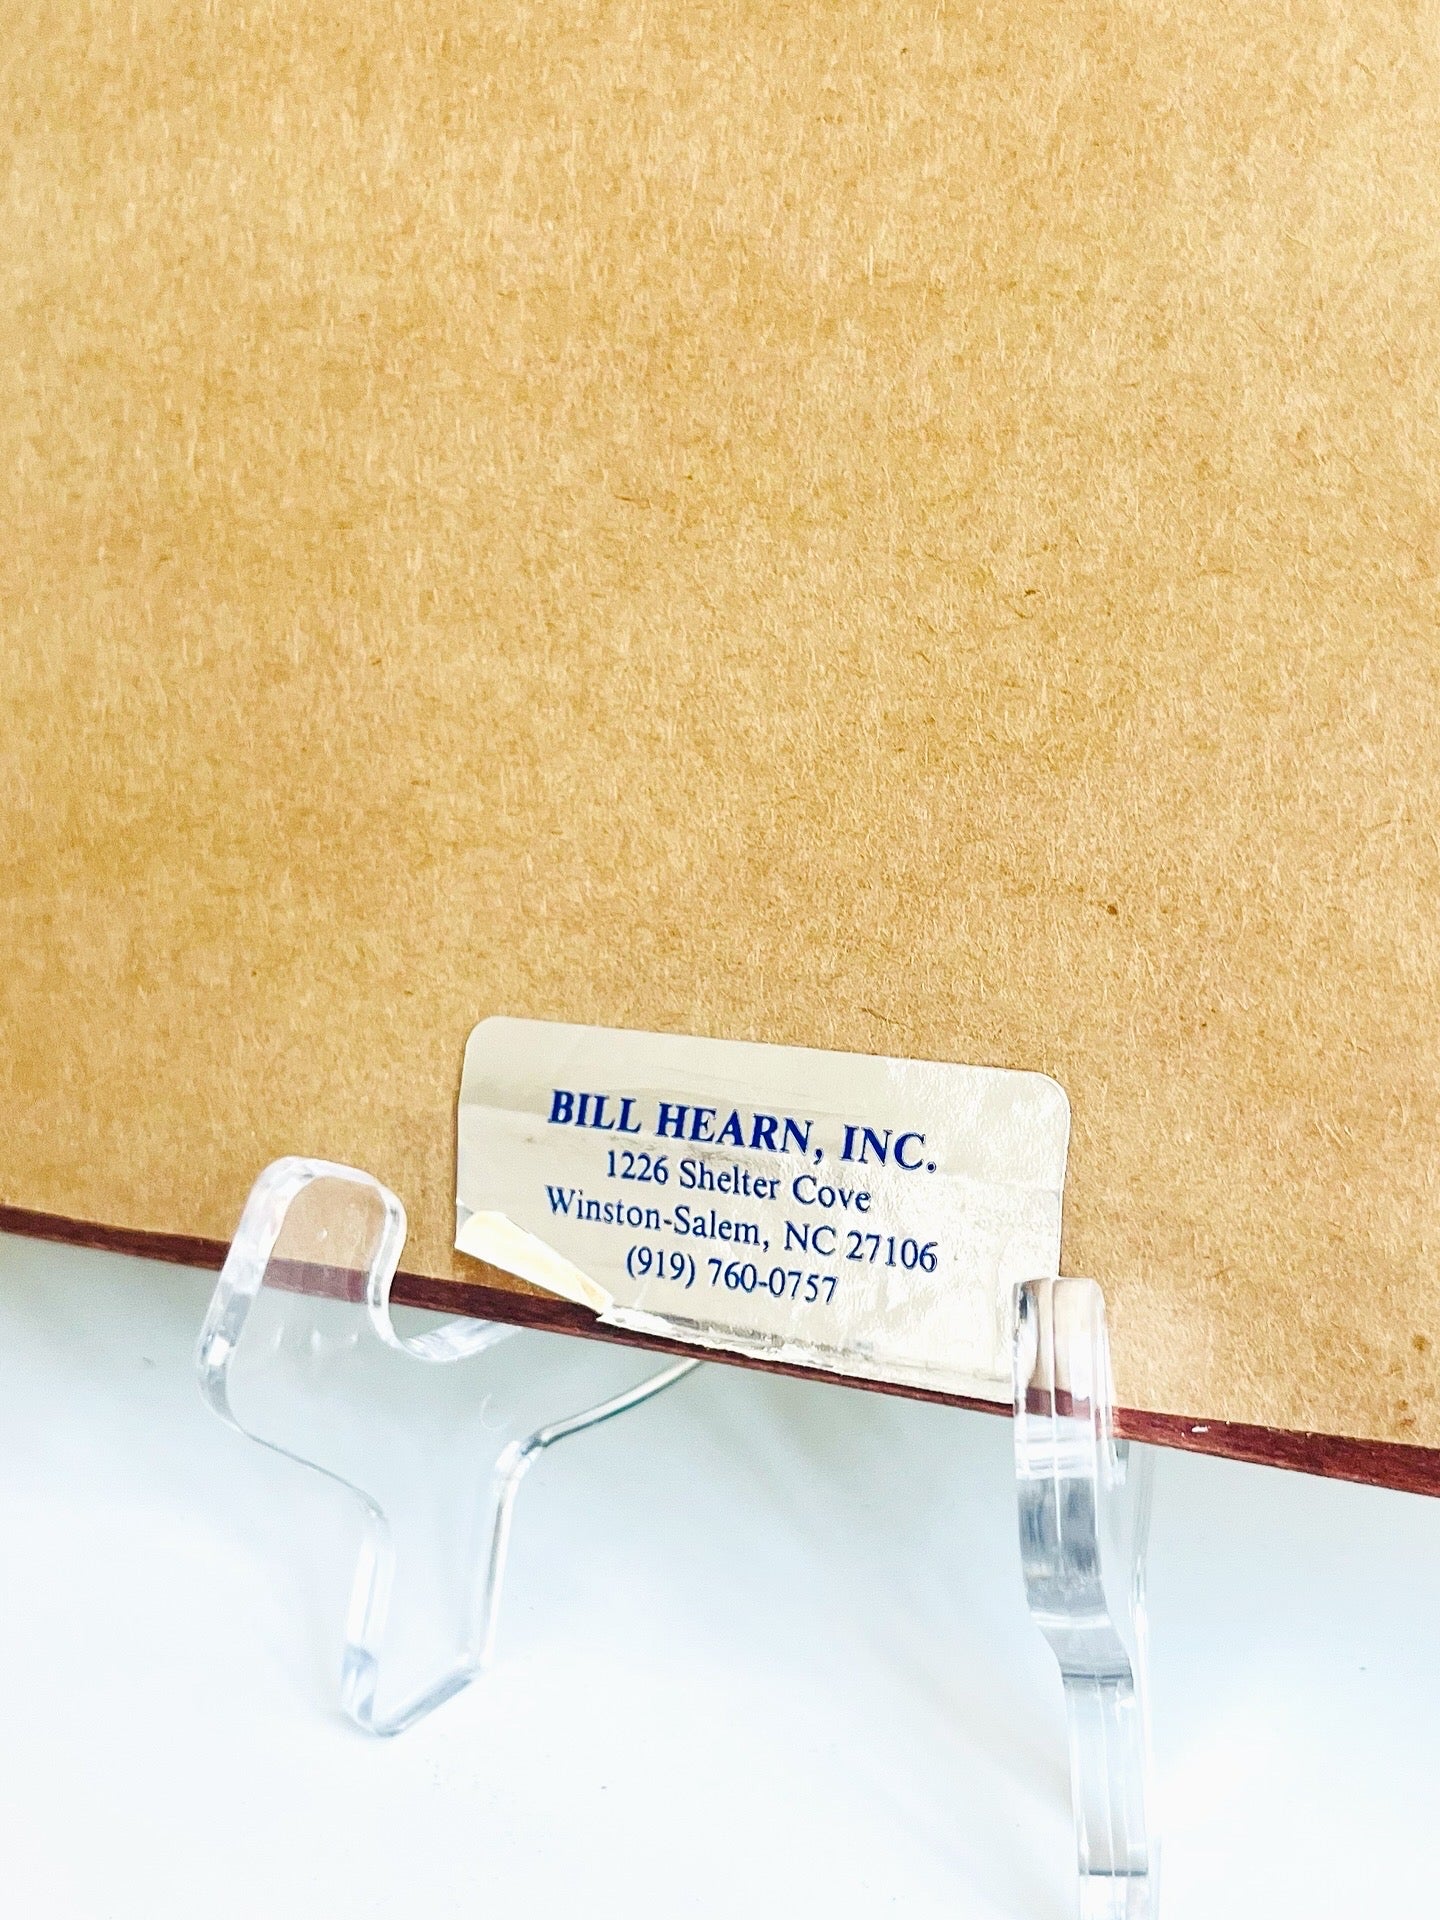 BILL HEARN, INC.
1226 Shelter Cove
Winston-Salem, NC 27106
(919) 760-0757